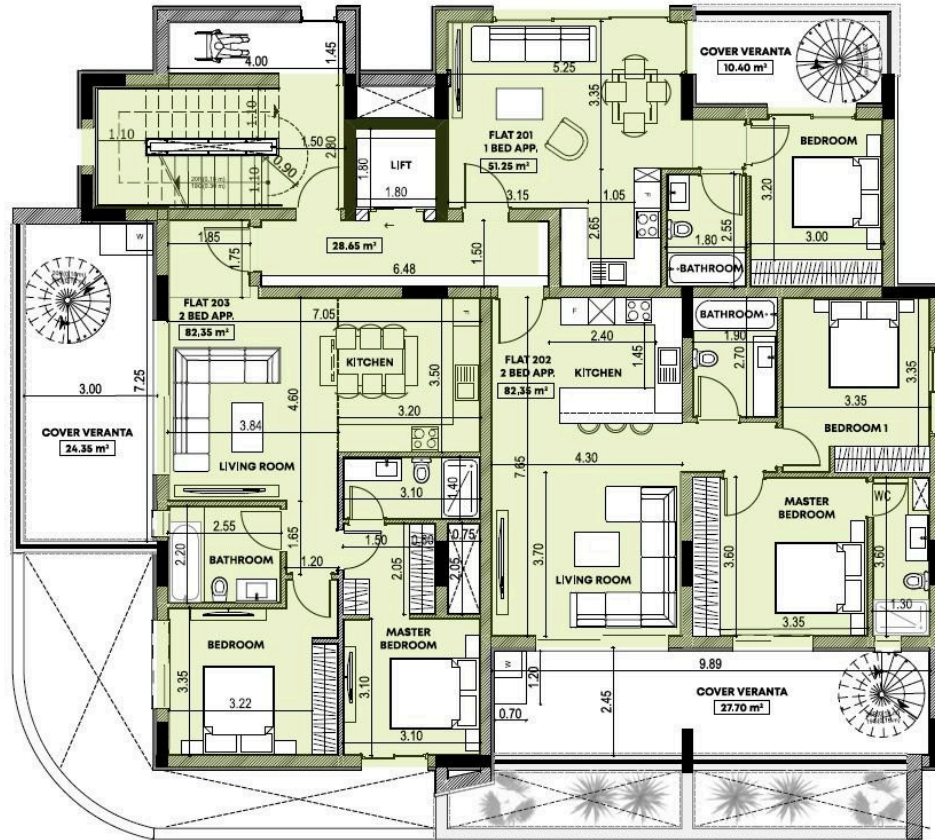 4.00
1.45
1.10
1.10
1.10
1.50
2.80
0.90
1.80
LIFT
1.80
5.25
3.35
FLAT 201
1 BED APP.
51.25 m²
3.15
1.05
2.65
F
COVER VERANTA
10.40 m²
BEDROOM
3.20
3.00
1.80
2.55
BATHROOM
28.65 m²
6.48
1.50
1.85
1.75
W
FLAT 203
2 BED APP.
82,35 m²
7.05
F
KITCHEN
3.50
3.20
4.60
3.84
LIVING ROOM
3.00
7.25
COVER VERANTA
24.35 m²
3.10
1.40
2.55
2.20
BATHROOM
1.65
1.20
1.50
0.60
0.75
2.05
2.05
BEDROOM
3.35
3.22
MASTER
BEDROOM
3.10
3.10
FLAT 202
2 BED APP.
82,35 m²
F
2.40
1.45
KITCHEN
7.65
4.30
3.70
LIVING ROOM
BATHROOM
1.90
2.70
3.35
3.35
BEDROOM 1
MASTER
BEDROOM
3.60
3.35
WC
3.60
1.30
W
1.20
0.70
2.45
9.89
COVER VERANTA
27.70 m²